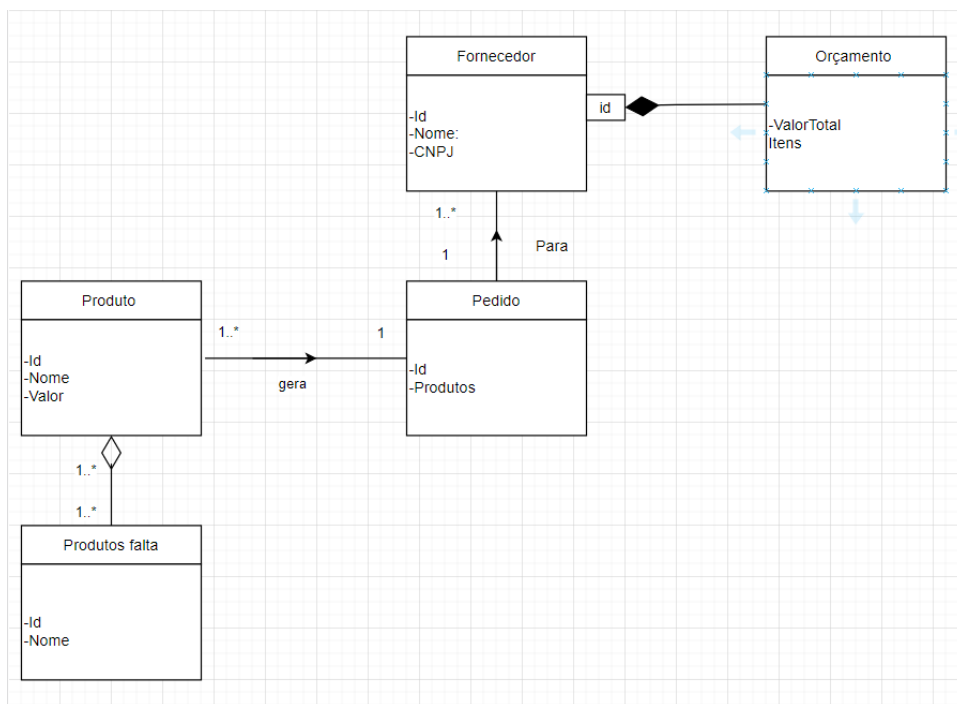 Fornecedor
-Id
-Nome:
-CNPJ
id
Orçamento
-ValorTotal
Itens
1..*
1
Para
Produto
-Id
-Nome
-Valor
1..*
1
gera
Pedido
-Id
-Produtos
1..*
1..*
Produtos falta
-Id
-Nome